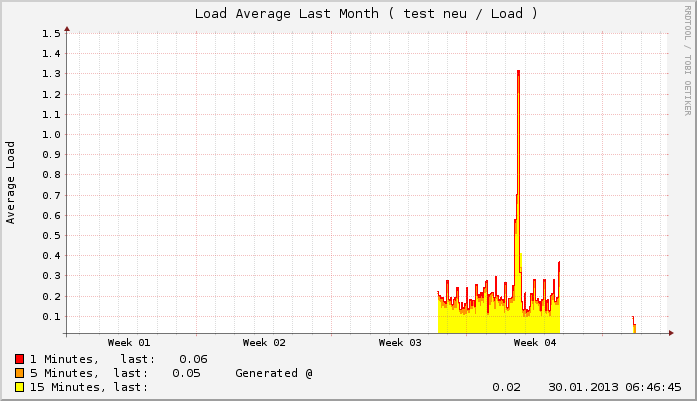 Load Average Last Month ( test neu / Load )
RRDTOOL / TOBI OETIKER
Average Load
1.5
1.4
1.3
1.2
1.1
1.0
0.9
0.8
0.7
0.6
0.5
0.4
0.3
0.2
0.1
Week 01 Week 02 Week 03 Week 04
1 Minutes, last: 0.06
5 Minutes, last: 0.05 Generated @
15 Minutes, last: 0.02 30.01.2013 06:46:45